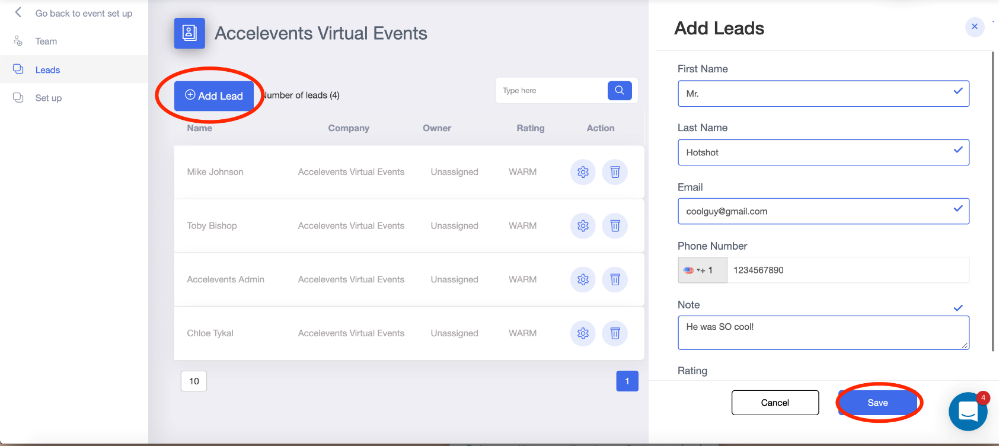 Go back to event set up
Team
Leads
Set up
Accelevents Virtual Events
Add Lead
Number of leads (4)
Type here
Name Company Owner Rating Action
Mike Johnson Accelevents Virtual Events Unassigned WARM
Toby Bishop Accelevents Virtual Events Unassigned WARM
Accelevents Admin Accelevents Virtual Events Unassigned WARM
Chloe Tykal Accelevents Virtual Events Unassigned WARM
10
1
Add Leads
First Name
Mr.
Last Name
Hotshot
Email
coolguy@gmail.com
Phone Number
+ 1 1234567890
Note
He was SO cool!
Rating
Cancel
Save
4